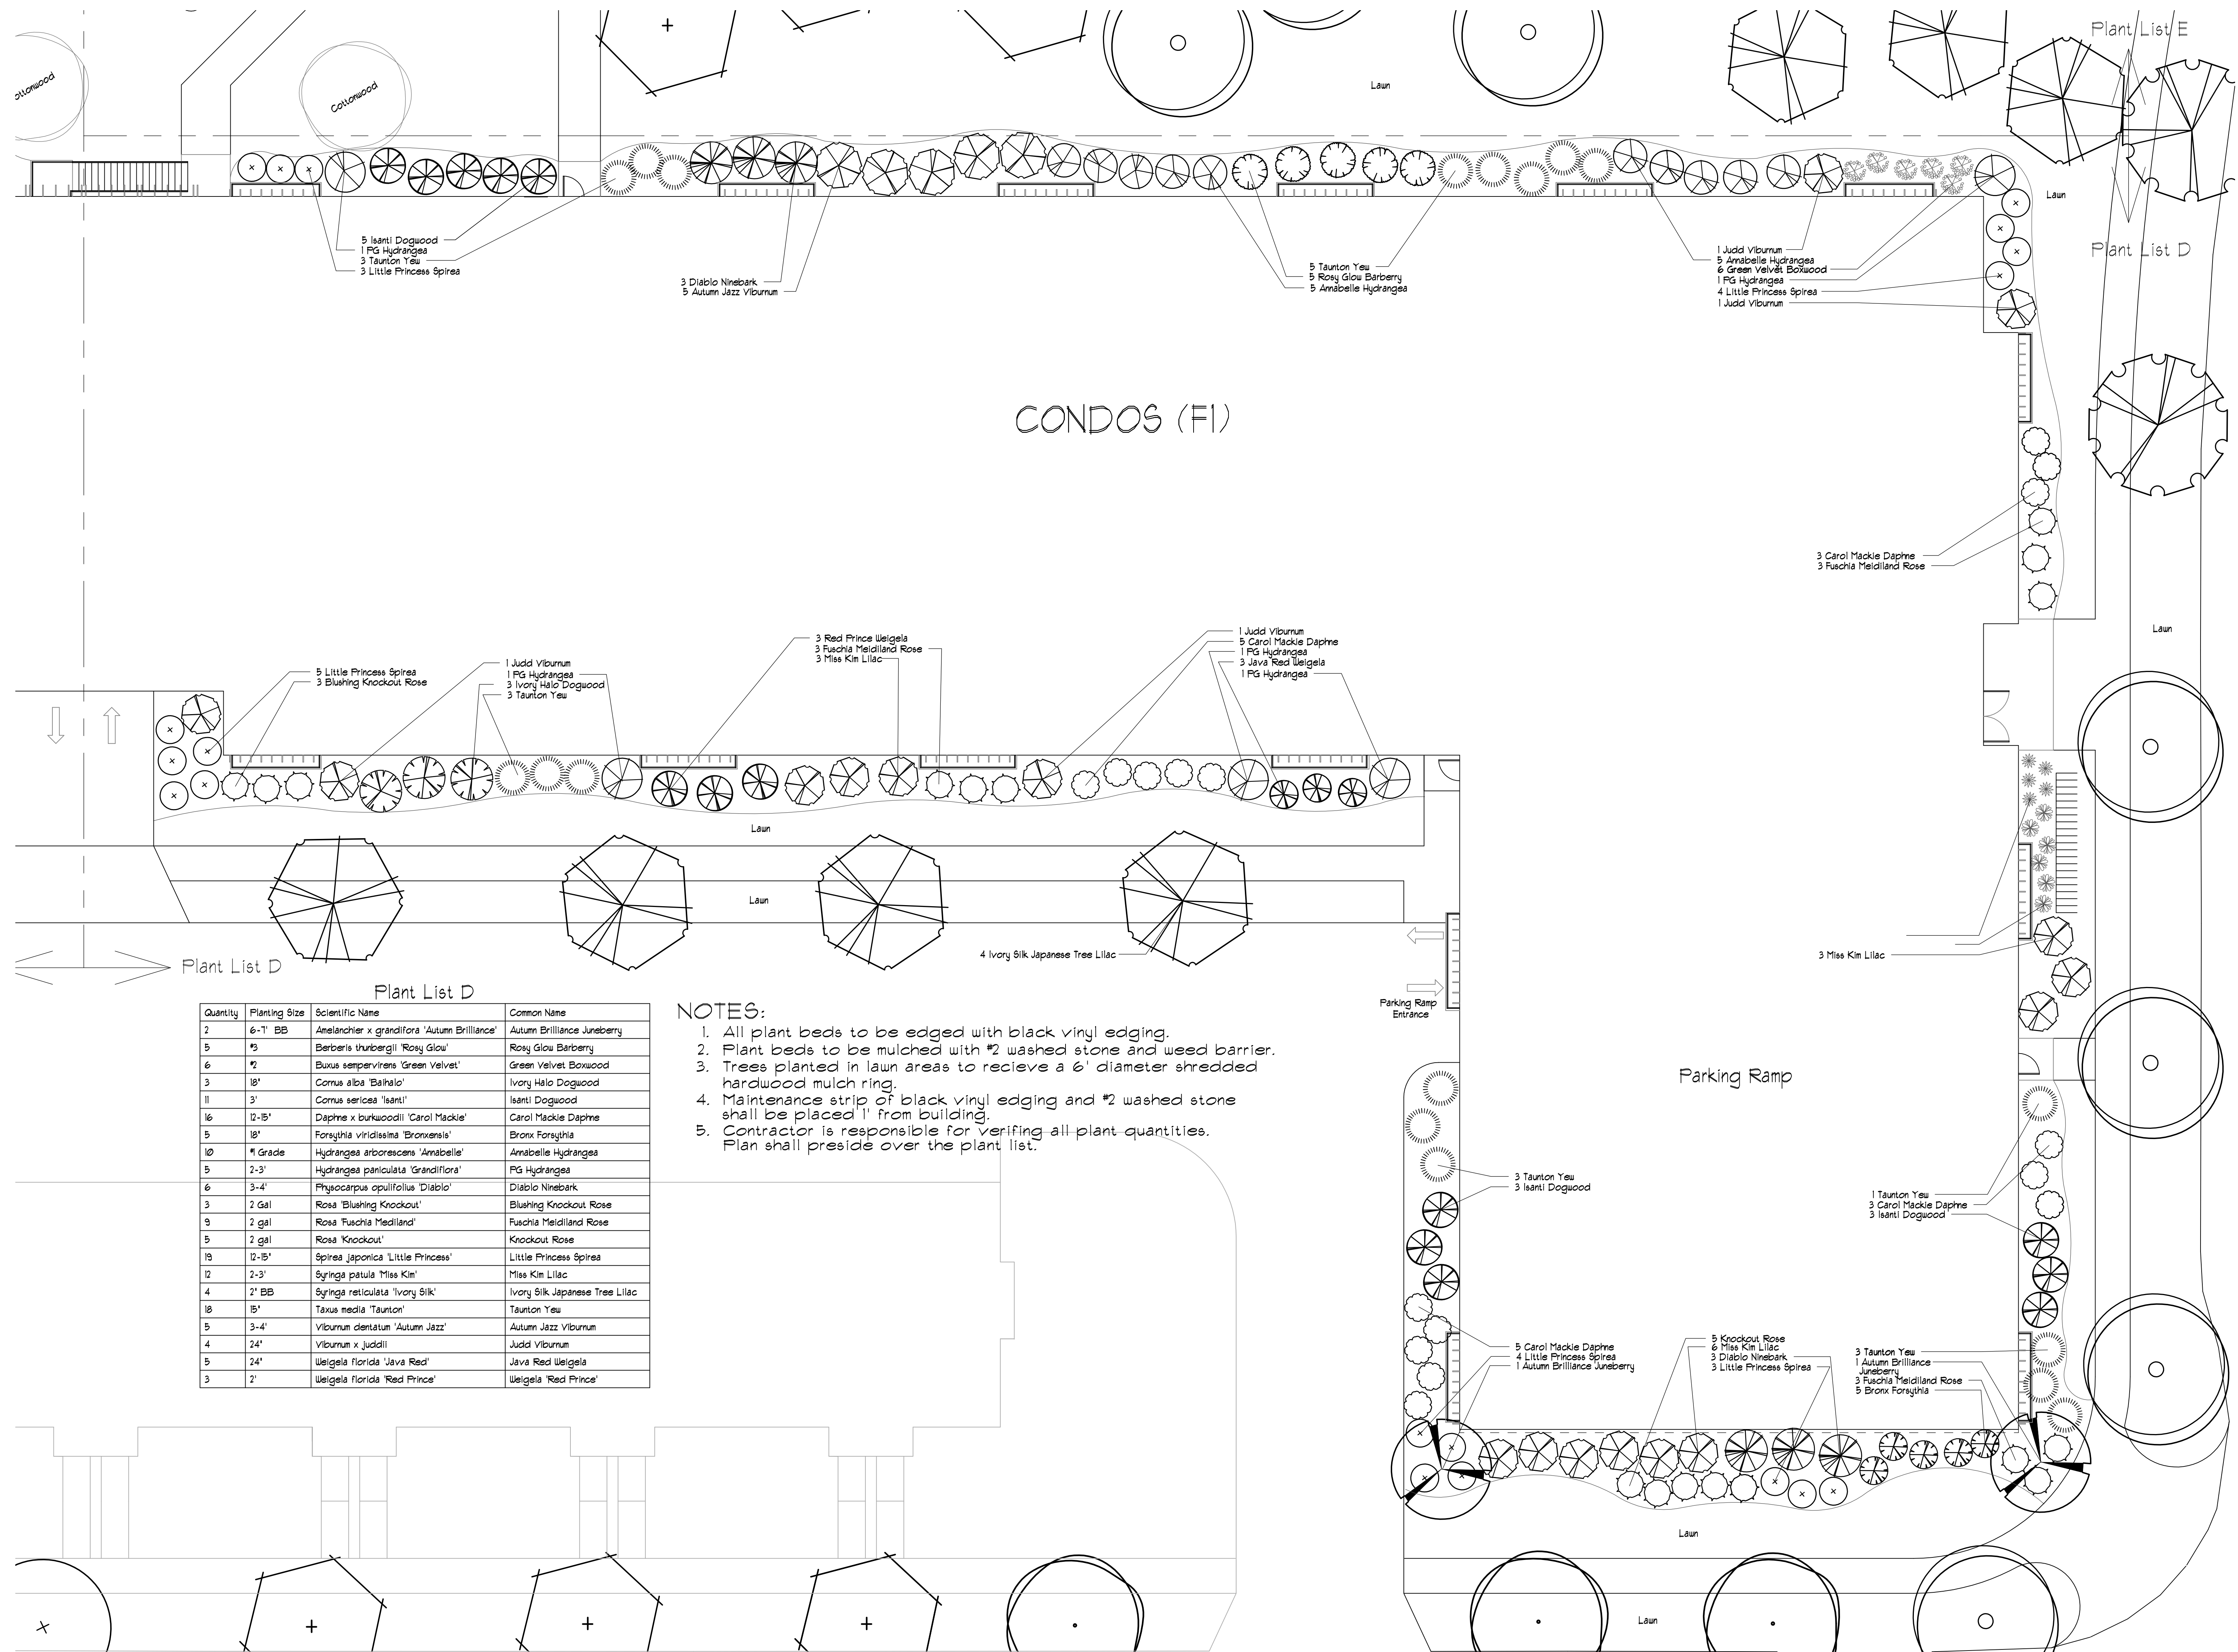 Plant List E
Cottonwood
Cottonwood
Lawn
Lawn
5 Isanti Dogwood
1 PG Hydrangea
3 Taunton Yew
3 Little Princess Spirea
3 Diablo Ninebark
5 Autumn Jazz Viburnum
5 Taunton Yew
5 Rosy Glow Barberry
5 Annabelle Hydrangea
1 Judd Viburnum
5 Annabelle Hydrangea
6 Green Velvet Boxwood
1 PG Hydrangea
4 Little Princess Spirea
1 Judd Viburnum
Plant List D
CONDOS (F1)
3 Carol Mackie Daphne
3 Fuschia Meidiland Rose
Lawn
5 Little Princess Spirea
3 Blushing Knockout Rose
1 Judd Viburnum
1 PG Hydrangea
3 Ivory Halo Dogwood
3 Taunton Yew
3 Red Prince Weigela
3 Fuschia Meidiland Rose
3 Miss Kim Lilac
1 Judd Viburnum
5 Carol Mackie Daphne
1 PG Hydrangea
3 Java Red Weigela
1 PG Hydrangea
Lawn
Lawn
4 Ivory Silk Japanese Tree Lilac
3 Miss Kim Lilac
Plant List D
Parking Ramp
Entrance
Parking Ramp
Plant List D
Quantity Planting Size Scientific Name Common Name
2 6-7' BB Amelanchier x grandifora 'Autumn Brilliance' Autumn Brilliance Juneberry
5 #3 Berberis thunbergii 'Rosy Glow' Rosy Glow Barberry
6 #2 Buxus sempervirens 'Green Velvet' Green Velvet Boxwood
3 18" Cornus alba 'Bailhalo' Ivory Halo Dogwood
11 3' Cornus sericea 'Isanti' Isanti Dogwood
16 12-15" Daphne x burkwoodii 'Carol Mackie' Carol Mackie Daphne
5 18" Forsythia viridissima 'Bronxensis' Bronx Forsythia
10 #1 Grade Hydrangea arborescens 'Annabelle' Annabelle Hydrangea
5 2-3' Hydrangea paniculata 'Grandiflora' PG Hydrangea
6 3-4' Physocarpus opulifolius 'Diablo' Diablo Ninebark
3 2 Gal Rosa 'Blushing Knockout' Blushing Knockout Rose
9 2 gal Rosa 'Fuschia Mediland' Fuschia Meidiland Rose
5 2 gal Rosa 'Knockout' Knockout Rose
19 12-15" Spirea japonica 'Little Princess' Little Princess Spirea
12 2-3' Syringa patula 'Miss Kim' Miss Kim Lilac
4 2" BB Syringa reticulata 'Ivory Silk' Ivory Silk Japanese Tree Lilac
18 15" Taxus media 'Taunton' Taunton Yew
5 3-4' Viburnum dentatum 'Autumn Jazz' Autumn Jazz Viburnum
4 24" Viburnum x juddii Judd Viburnum
5 24" Weigela florida 'Java Red' Java Red Weigela
3 2' Weigela florida 'Red Prince' Weigela 'Red Prince'
NOTES:
1. All plant beds to be edged with black vinyl edging.
2. Plant beds to be mulched with #2 washed stone and weed barrier.
3. Trees planted in lawn areas to recieve a 6' diameter shredded
hardwood mulch ring.
4. Maintenance strip of black vinyl edging and #2 washed stone
shall be placed 1' from building.
5. Contractor is responsible for verifing all plant quantities.
Plan shall preside over the plant list.
3 Taunton Yew
3 Isanti Dogwood
1 Taunton Yew
3 Carol Mackie Daphne
3 Isanti Dogwood
5 Carol Mackie Daphne
4 Little Princess Spirea
1 Autumn Brilliance Juneberry
5 Knockout Rose
6 Miss Kim Lilac
3 Diablo Ninebark
3 Little Princess Spirea
3 Taunton Yew
1 Autumn Brilliance
Juneberry
3 Fuschia Meidiland Rose
5 Bronx Forsythia
Lawn
Lawn